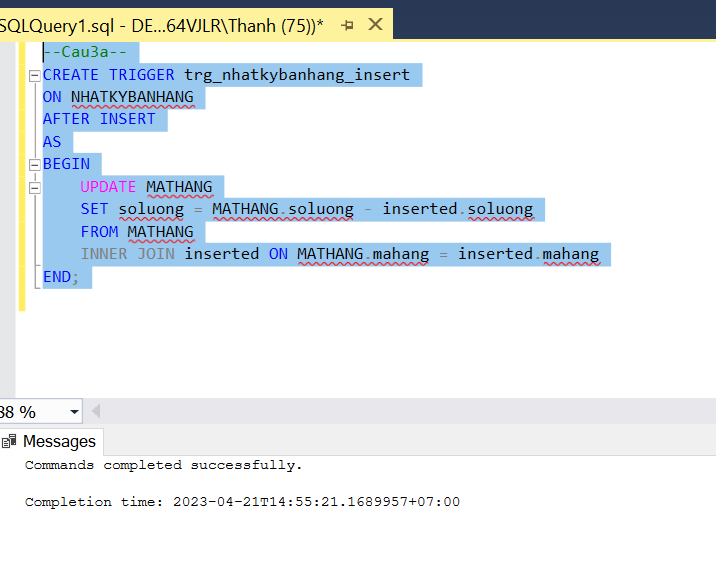 SQLQuery1.sql - DE...64VJLR\Thanh (75))*
--Cau3a--
CREATE TRIGGER trg_nhatkybanhang_insert
ON NHATKYBANHANG
AFTER INSERT
AS
BEGIN
UPDATE MATHANG
SET soluong = MATHANG.soluong - inserted.soluong
FROM MATHANG
INNER JOIN inserted ON MATHANG.mahang = inserted.mahang
END;
38 %
Messages
Commands completed successfully.
Completion time: 2023-04-21T14:55:21.1689957+07:00